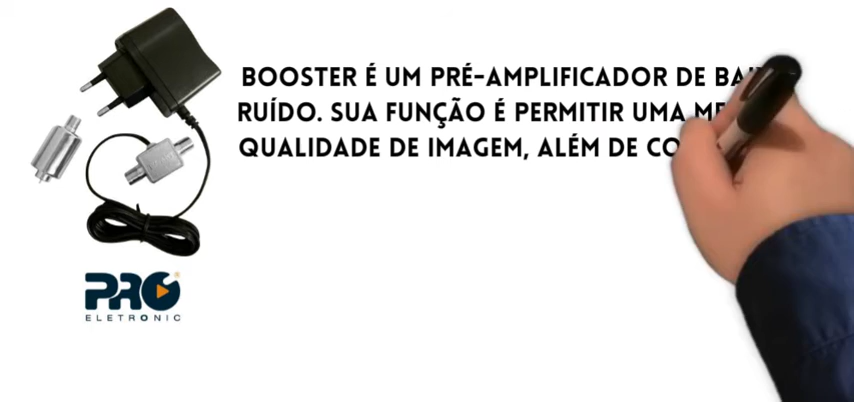 BOOSTER É UM PRÉ-AMPLIFICADOR DE
RUÍDO. SUA FUNÇÃO É PERMITIR UMA
QUALIDADE DE IMAGEM, ALÉM DE
PRO
ELETRONIC